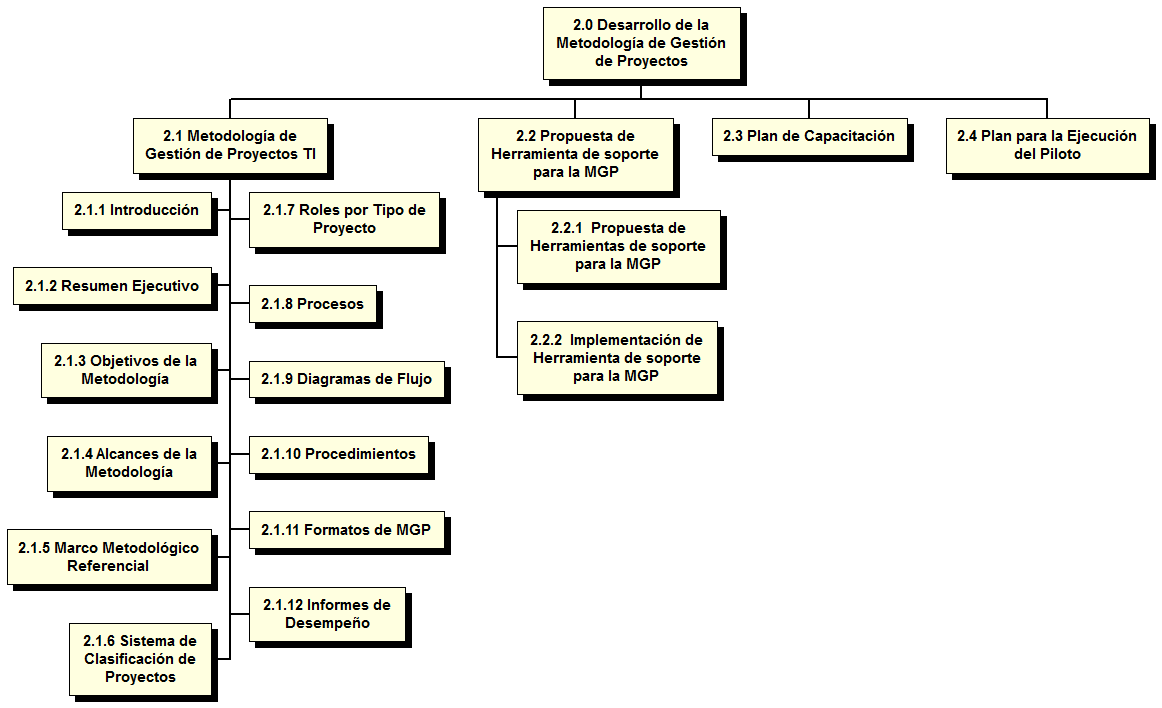 2.0 Desarrollo de la
Metodología de Gestión
de Proyectos
2.1 Metodología de
Gestión de Proyectos TI
2.2 Propuesta de
Herramienta de soporte
para la MGP
2.3 Plan de Capacitación
2.4 Plan para la Ejecución
del Piloto
2.1.1 Introducción
2.1.2 Resumen Ejecutivo
2.1.3 Objetivos de la
Metodología
2.1.4 Alcances de la
Metodología
2.1.5 Marco Metodológico
Referencial
2.1.6 Sistema de
Clasificación de
Proyectos
2.1.7 Roles por Tipo de
Proyecto
2.1.8 Procesos
2.1.9 Diagramas de Flujo
2.1.10 Procedimientos
2.1.11 Formatos de MGP
2.1.12 Informes de
Desempeño
2.2.1 Propuesta de
Herramientas de soporte
para la MGP
2.2.2 Implementación de
Herramienta de soporte
para la MGP